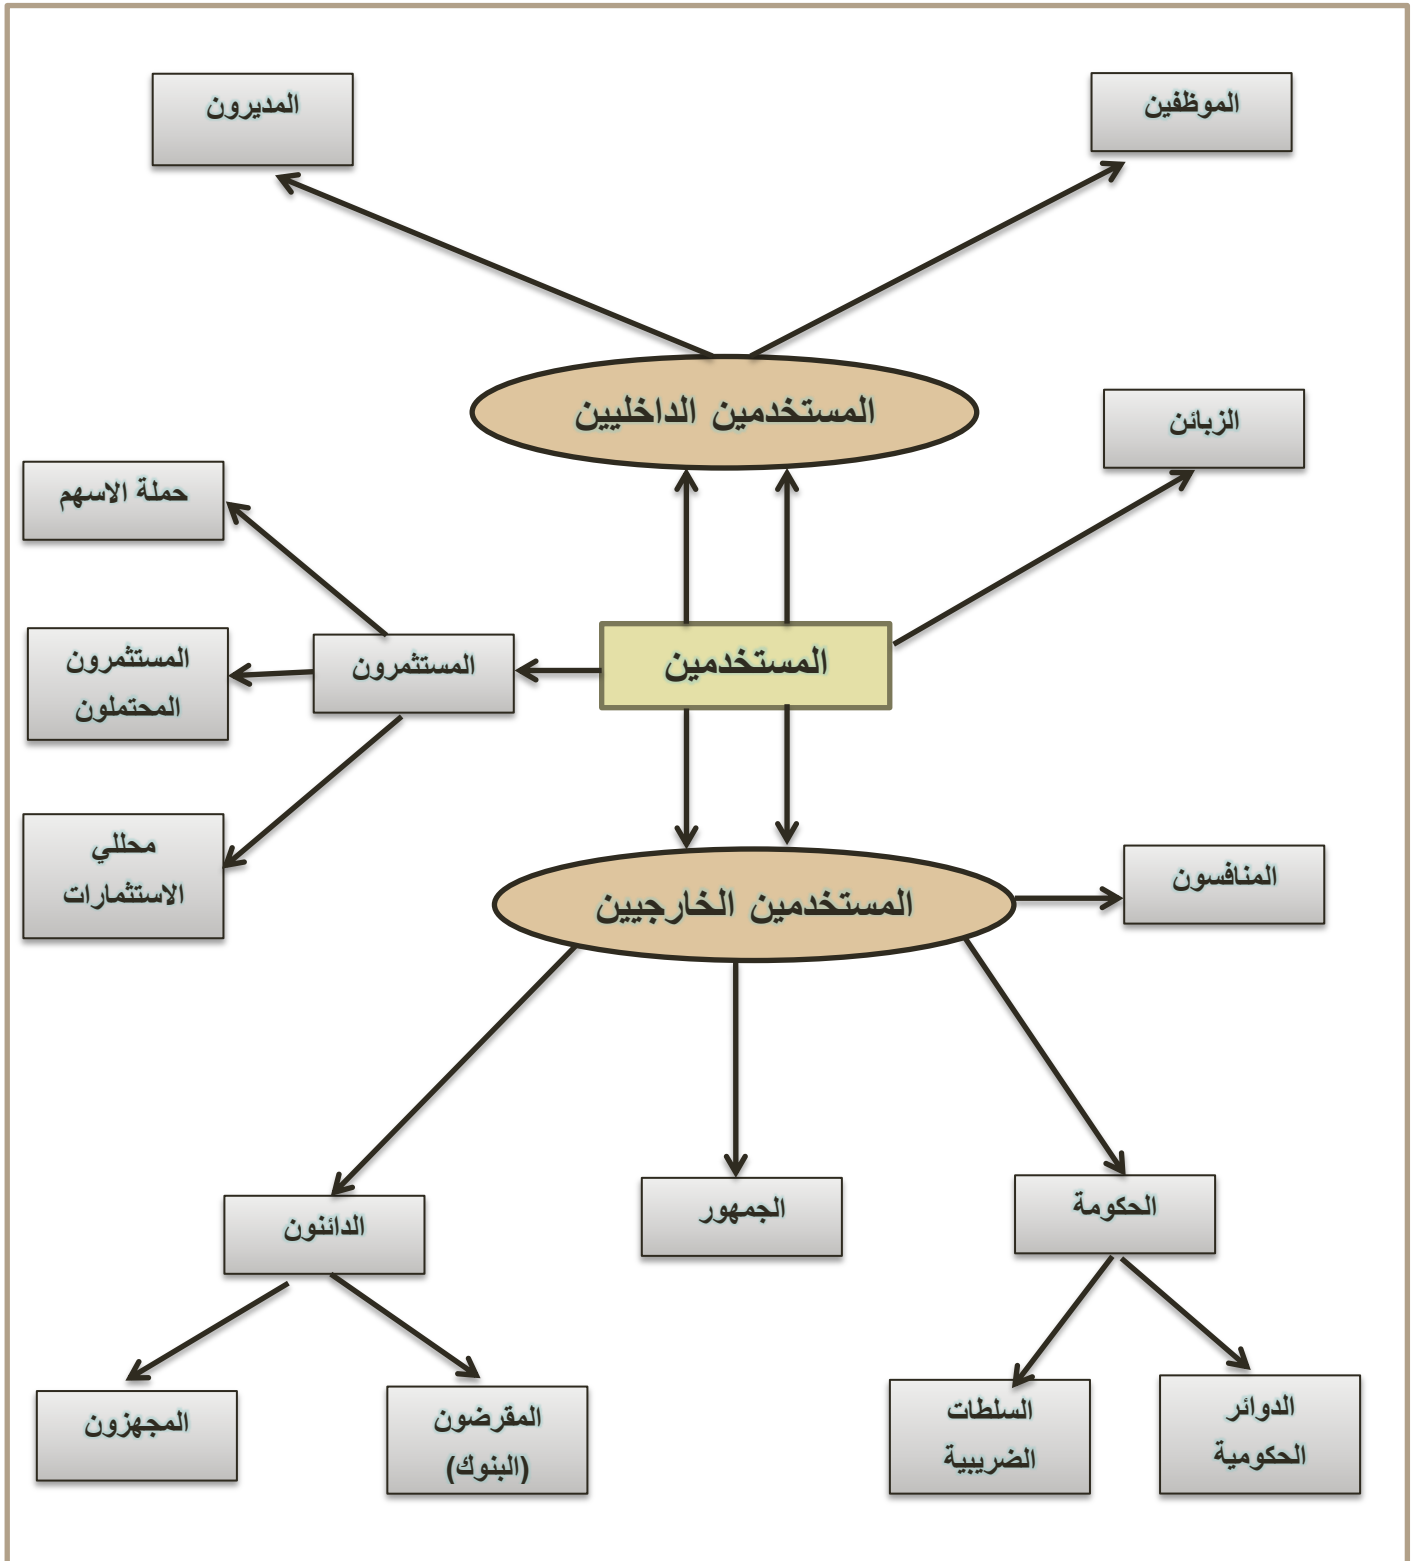 الموظفين
المديرون
المستخدمين الداخليين
الزبائن
حملة الاسهم
المستخدمين
المستثمرون
المستثمرون
المحتملون
محللي
الاستثمارات
المنافسون
المستخدمين الخارجيين
الحكومة
الجمهور
الدائنون
الدوائر
الحكومية
السلطات
الضريبية
المقرضون
(البنوك)
المجهزون